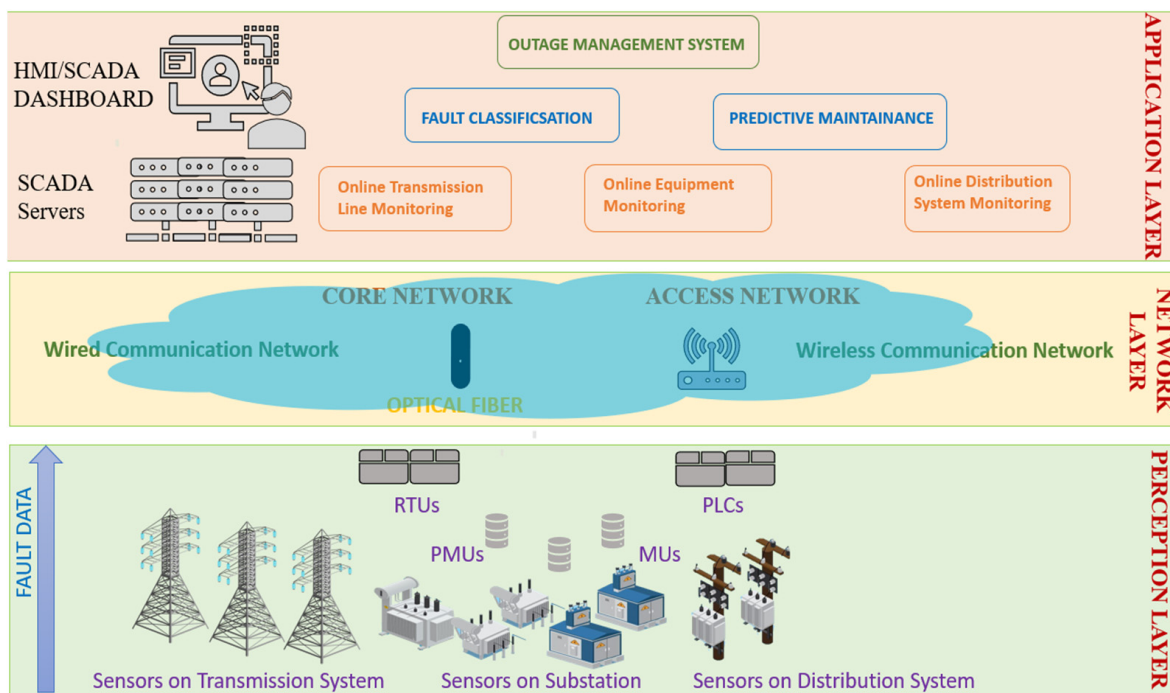 HMI/SCADA
DASHBOARD
OUTAGE MANAGEMENT SYSTEM
FAULT CLASSIFICSATION
PREDICTIVE MAINTAINANCE
SCADA
Servers
Online Transmission
Line Monitoring
Online Equipment
Monitoring
Online Distribution
System Monitoring
APPLICATION LAYER
CORE NETWORK
ACCESS NETWORK
Wired Communication Network
Wireless Communication Network
OPTICAL FIBER
NETWORK
LAYER
FAULT DATA
RTUs
PLCs
PMUs
MUs
Sensors on Transmission System
Sensors on Substation
Sensors on Distribution System
PERCEPTION LAYER